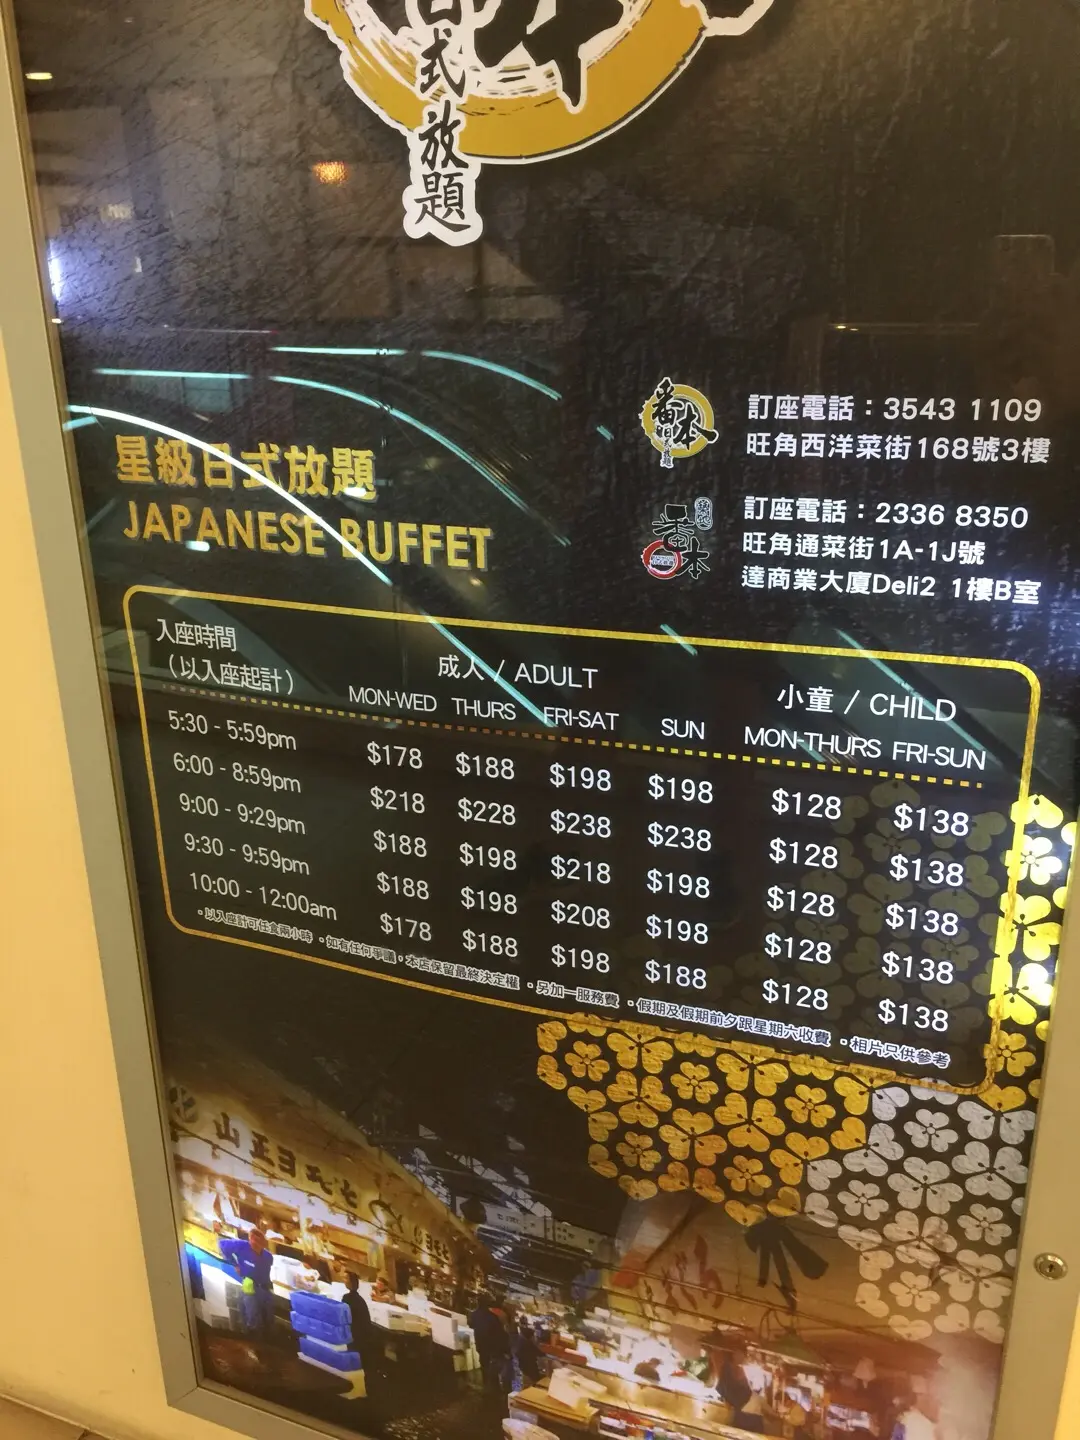 日式放題
訂座電話：3543 1109
旺角西洋菜街168號3樓
番本
日式放題
星級日式放題
JAPANESE BUFFET
訂座電話：2336 8350
旺角通菜街1A-1J號
達商業大廈Deli2 1樓B室
番本
入座時間
（以入座起計）
成人 / ADULT
小童 / CHILD
MON-WED THURS FRI-SAT SUN MON-THURS FRI-SUN
5:30 - 5:59pm $178 $188 $198 $198 $128 $138
6:00 - 8:59pm $218 $228 $238 $238 $128 $138
9:00 - 9:29pm $188 $198 $218 $198 $128 $138
9:30 - 9:59pm $188 $198 $208 $198 $128 $138
10:00 - 12:00am $178 $188 $198 $188 $128 $138
・以入座計可任食兩小時 ・如有任何爭議，本店保留最終決定權 ・另加一服務費 ・假期及假期前夕跟星期六收費 ・相片只供參考